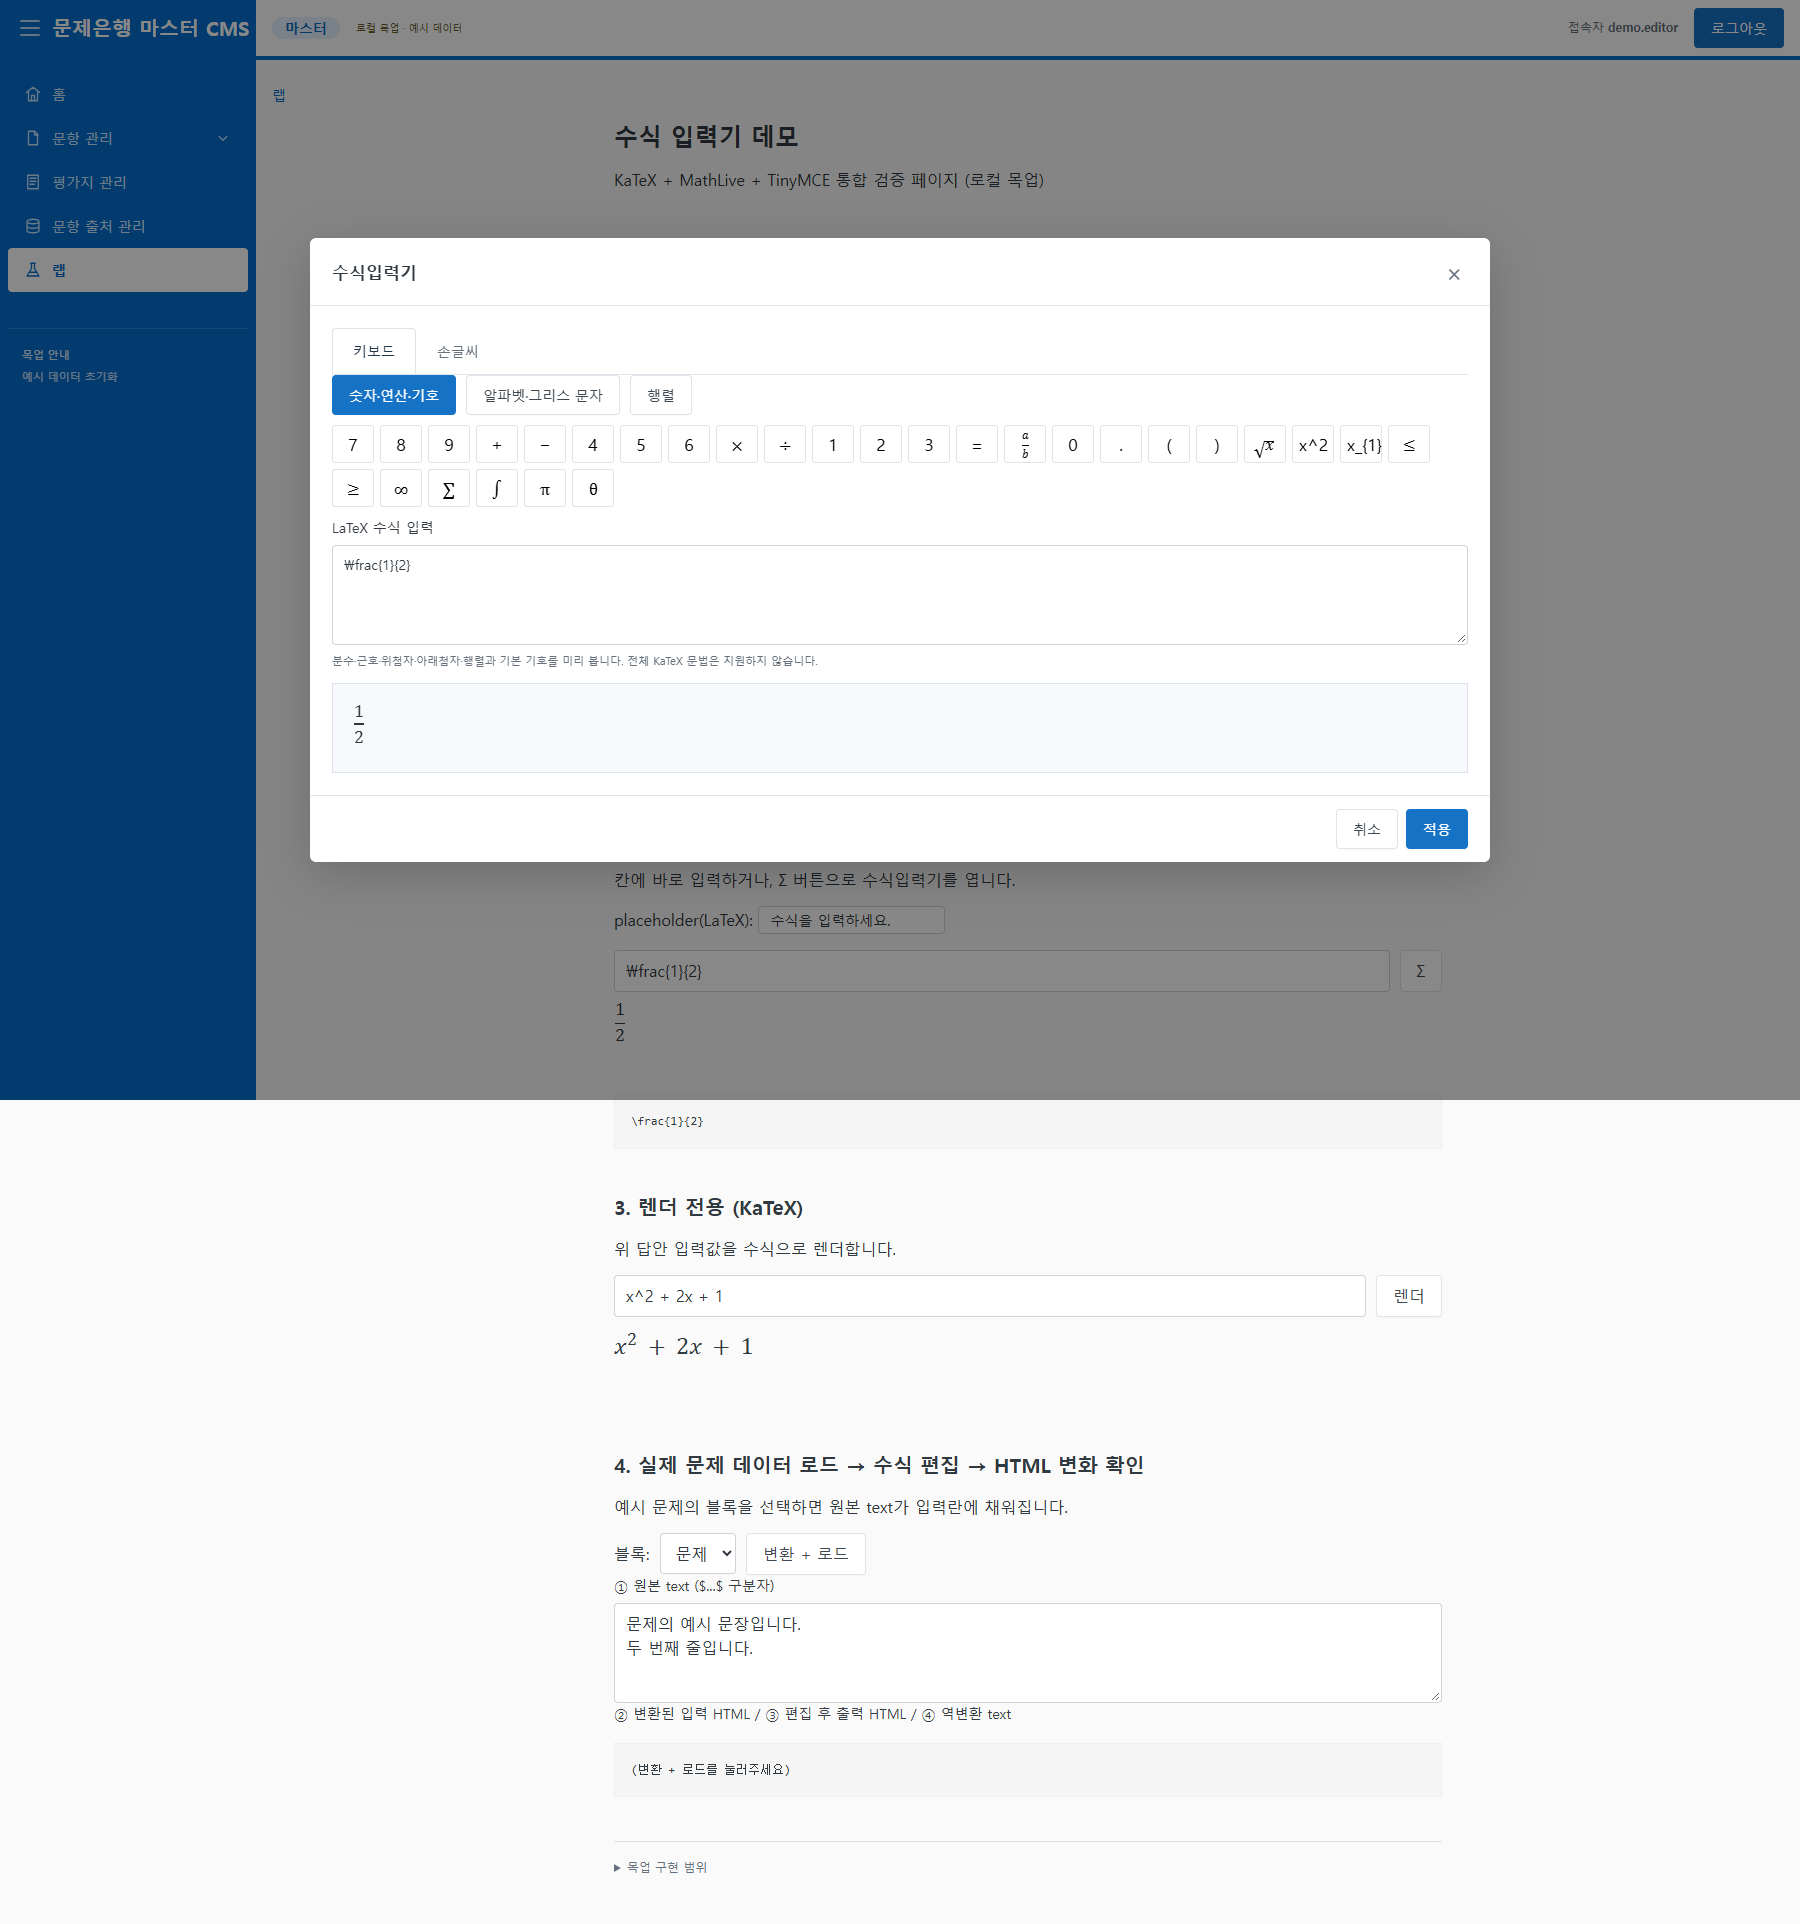 문제은행 마스터 CMS
마스터
로컬 목업 · 예시 데이터
접속자 demo.editor
로그아웃
홈
문항 관리
평가지 관리
문항 출처 관리
랩
목업 안내
예시 데이터 초기화
랩
수식 입력기 데모
KaTeX + MathLive + TinyMCE 통합 검증 페이지 (로컬 목업)
수식입력기
×
키보드
손글씨
숫자·연산·기호
알파벳·그리스 문자
행렬
7 8 9 + − 4 5 6 × ÷ 1 2 3 = a/b 0 . ( ) √x x^2 x_{1} ≤
≥ ∞ ∑ ∫ π θ
LaTeX 수식 입력
₩frac{1}{2}
분수·근호·위첨자·아래첨자·행렬과 기본 기호를 미리 봅니다. 전체 KaTeX 문법은 지원하지 않습니다.
1
2
취소
적용
칸에 바로 입력하거나, Σ 버튼으로 수식입력기를 엽니다.
placeholder(LaTeX): 수식을 입력하세요.
₩frac{1}{2}
Σ
1
2
\frac{1}{2}
3. 렌더 전용 (KaTeX)
위 답안 입력값을 수식으로 렌더합니다.
x^2 + 2x + 1
렌더
x² + 2x + 1
4. 실제 문제 데이터 로드 → 수식 편집 → HTML 변화 확인
예시 문제의 블록을 선택하면 원본 text가 입력란에 채워집니다.
블록: 문제 변환 + 로드
① 원본 text ($...$ 구분자)
문제의 예시 문장입니다.
두 번째 줄입니다.
② 변환된 입력 HTML / ③ 편집 후 출력 HTML / ④ 역변환 text
(변환 + 로드를 눌러주세요)
▶ 목업 구현 범위